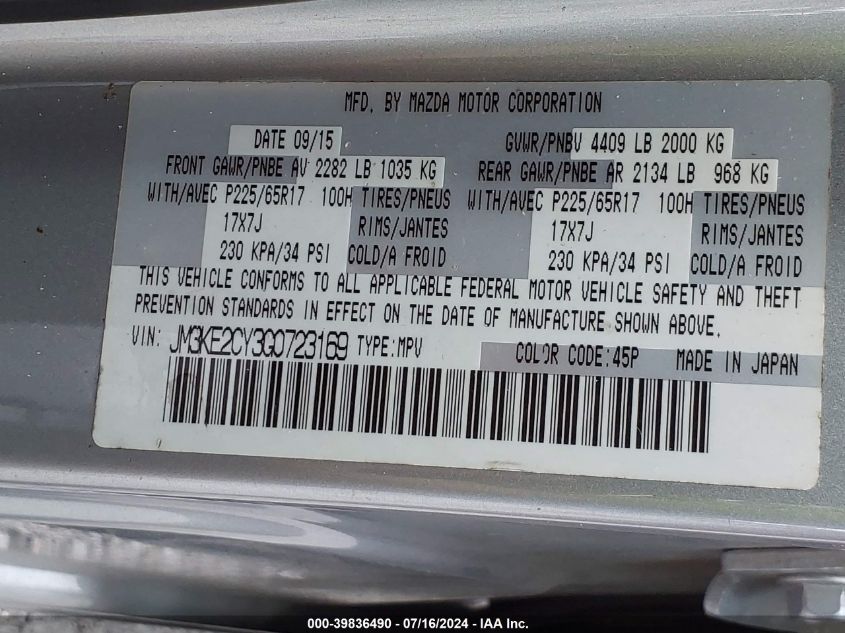 MFD. BY MAZDA MOTOR CORPORATION
DATE 09/15 GVWR/PNBV 4409 LB 2000 KG
FRONT GAWR/PNBE AV 2282 LB 1035 KG REAR GAWR/PNBE AR 2134 LB 968 KG
WITH/AVEC P225/65R17 100H TIRES/PNEUS WITH/AVEC P225/65R17 100H TIRES/PNEUS
17X7J RIMS/JANTES 17X7J RIMS/JANTES
230 KPA/34 PSI COLD/A FROID 230 KPA/34 PSI COLD/A FROID
THIS VEHICLE CONFORMS TO ALL APPLICABLE FEDERAL MOTOR VEHICLE SAFETY AND THEFT
PREVENTION STANDARDS IN EFFECT ON THE DATE OF MANUFACTURE SHOWN ABOVE.
VIN: JM3KE2CY3G0723169 TYPE:MPV COLOR CODE:45P MADE IN JAPAN
000-39836490 - 07/16/2024 - IAA Inc.